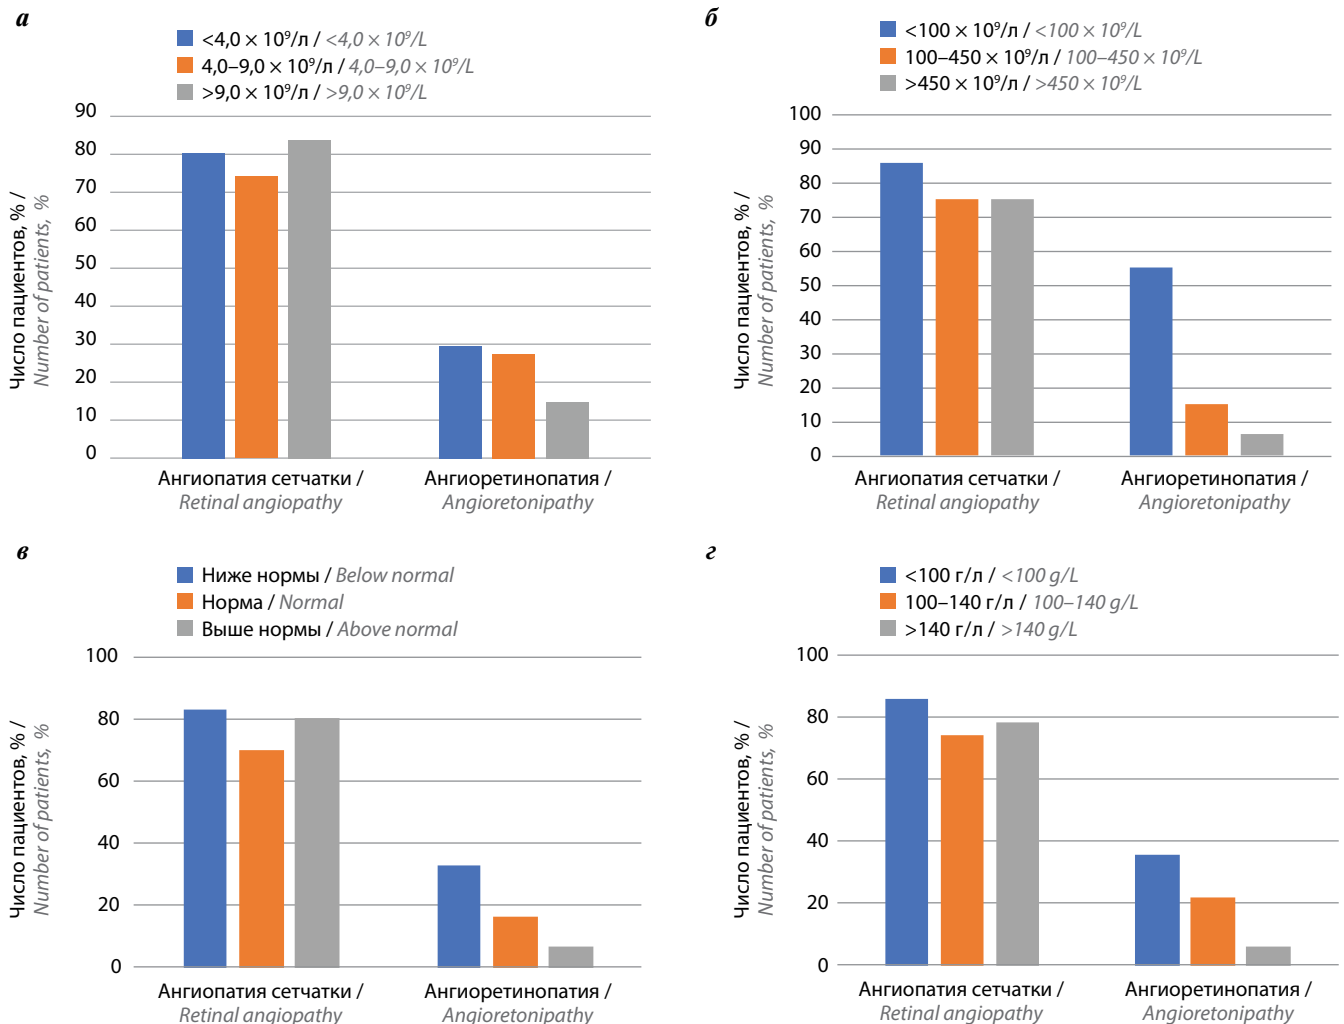 а
<4,0 × 10⁹/л / <4,0 × 10⁹/L
4,0–9,0 × 10⁹/л / 4,0–9,0 × 10⁹/L
>9,0 × 10⁹/л / >9,0 × 10⁹/L
Число пациентов, % /
Number of patients, %
90
80
70
60
50
40
30
20
10
0
Ангиопатия сетчатки /
Retinal angiopathy
Ангиоретинопатия /
Angioretonipathy
б
<100 × 10⁹/л / <100 × 10⁹/L
100–450 × 10⁹/л / 100–450 × 10⁹/L
>450 × 10⁹/л / >450 × 10⁹/L
Число пациентов, % /
Number of patients, %
100
90
80
70
60
50
40
30
20
10
0
Ангиопатия сетчатки /
Retinal angiopathy
Ангиоретинопатия /
Angioretonipathy
в
Ниже нормы / Below normal
Норма / Normal
Выше нормы / Above normal
Число пациентов, % /
Number of patients, %
100
80
60
40
20
0
Ангиопатия сетчатки /
Retinal angiopathy
Ангиоретинопатия /
Angioretonipathy
г
<100 г/л / <100 g/L
100–140 г/л / 100–140 g/L
>140 г/л / >140 g/L
Число пациентов, % /
Number of patients, %
100
80
60
40
20
0
Ангиопатия сетчатки /
Retinal angiopathy
Ангиоретинопатия /
Angioretonipathy